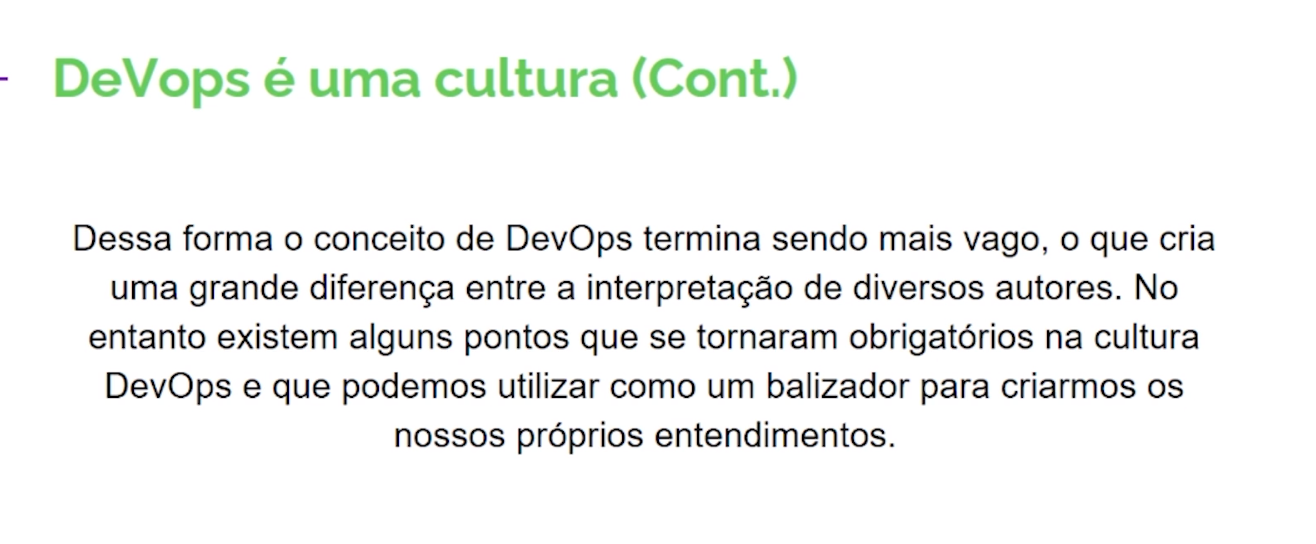 DeVops é uma cultura (Cont.)
Dessa forma o conceito de DevOps termina sendo mais vago, o que cria
uma grande diferença entre a interpretação de diversos autores. No
entanto existem alguns pontos que se tornaram obrigatórios na cultura
DevOps e que podemos utilizar como um balizador para criarmos os
nossos próprios entendimentos.